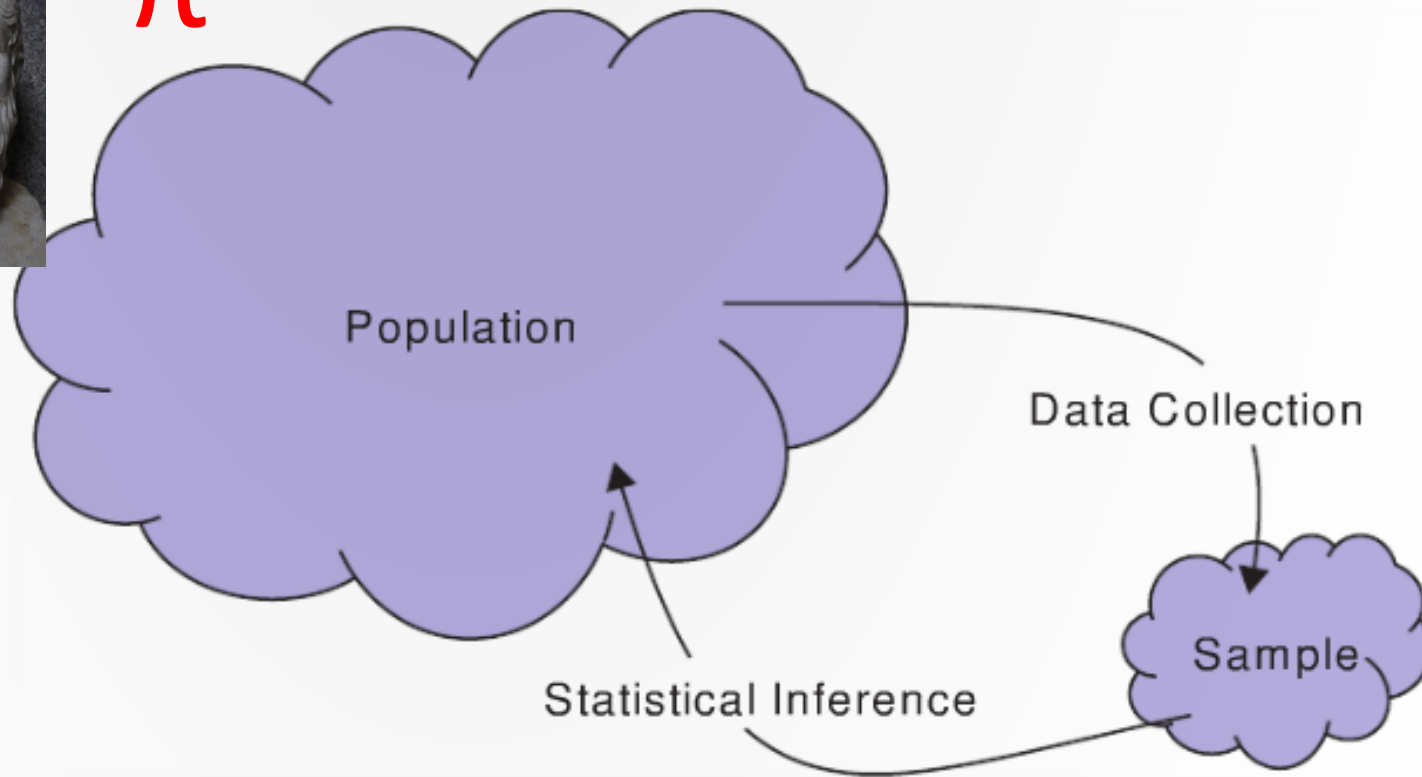 π
Population
Data Collection
Sample
Statistical Inference